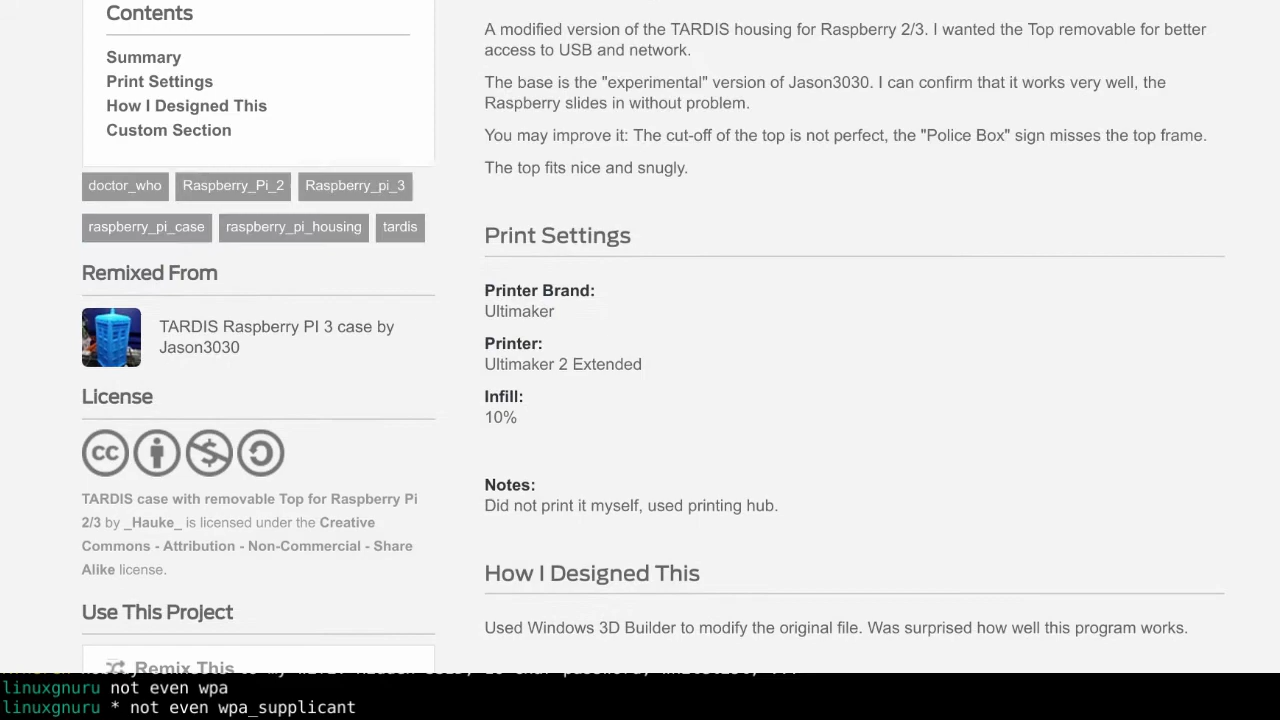 Contents
Summary
Print Settings
How I Designed This
Custom Section
doctor_who Raspberry_Pi_2 Raspberry_pi_3
raspberry_pi_case raspberry_pi_housing tardis
Remixed From
TARDIS Raspberry PI 3 case by
Jason3030
License
TARDIS case with removable Top for Raspberry Pi
2/3 by _Hauke_ is licensed under the Creative
Commons - Attribution - Non-Commercial - Share
Alike license.
Use This Project
Remix This
A modified version of the TARDIS housing for Raspberry 2/3. I wanted the Top removable for better
access to USB and network.
The base is the "experimental" version of Jason3030. I can confirm that it works very well, the
Raspberry slides in without problem.
You may improve it: The cut-off of the top is not perfect, the "Police Box" sign misses the top frame.
The top fits nice and snugly.
Print Settings
Printer Brand:
Ultimaker
Printer:
Ultimaker 2 Extended
Infill:
10%
Notes:
Did not print it myself, used printing hub.
How I Designed This
Used Windows 3D Builder to modify the original file. Was surprised how well this program works.
linuxgnuru not even wpa
linuxgnuru * not even wpa_supplicant